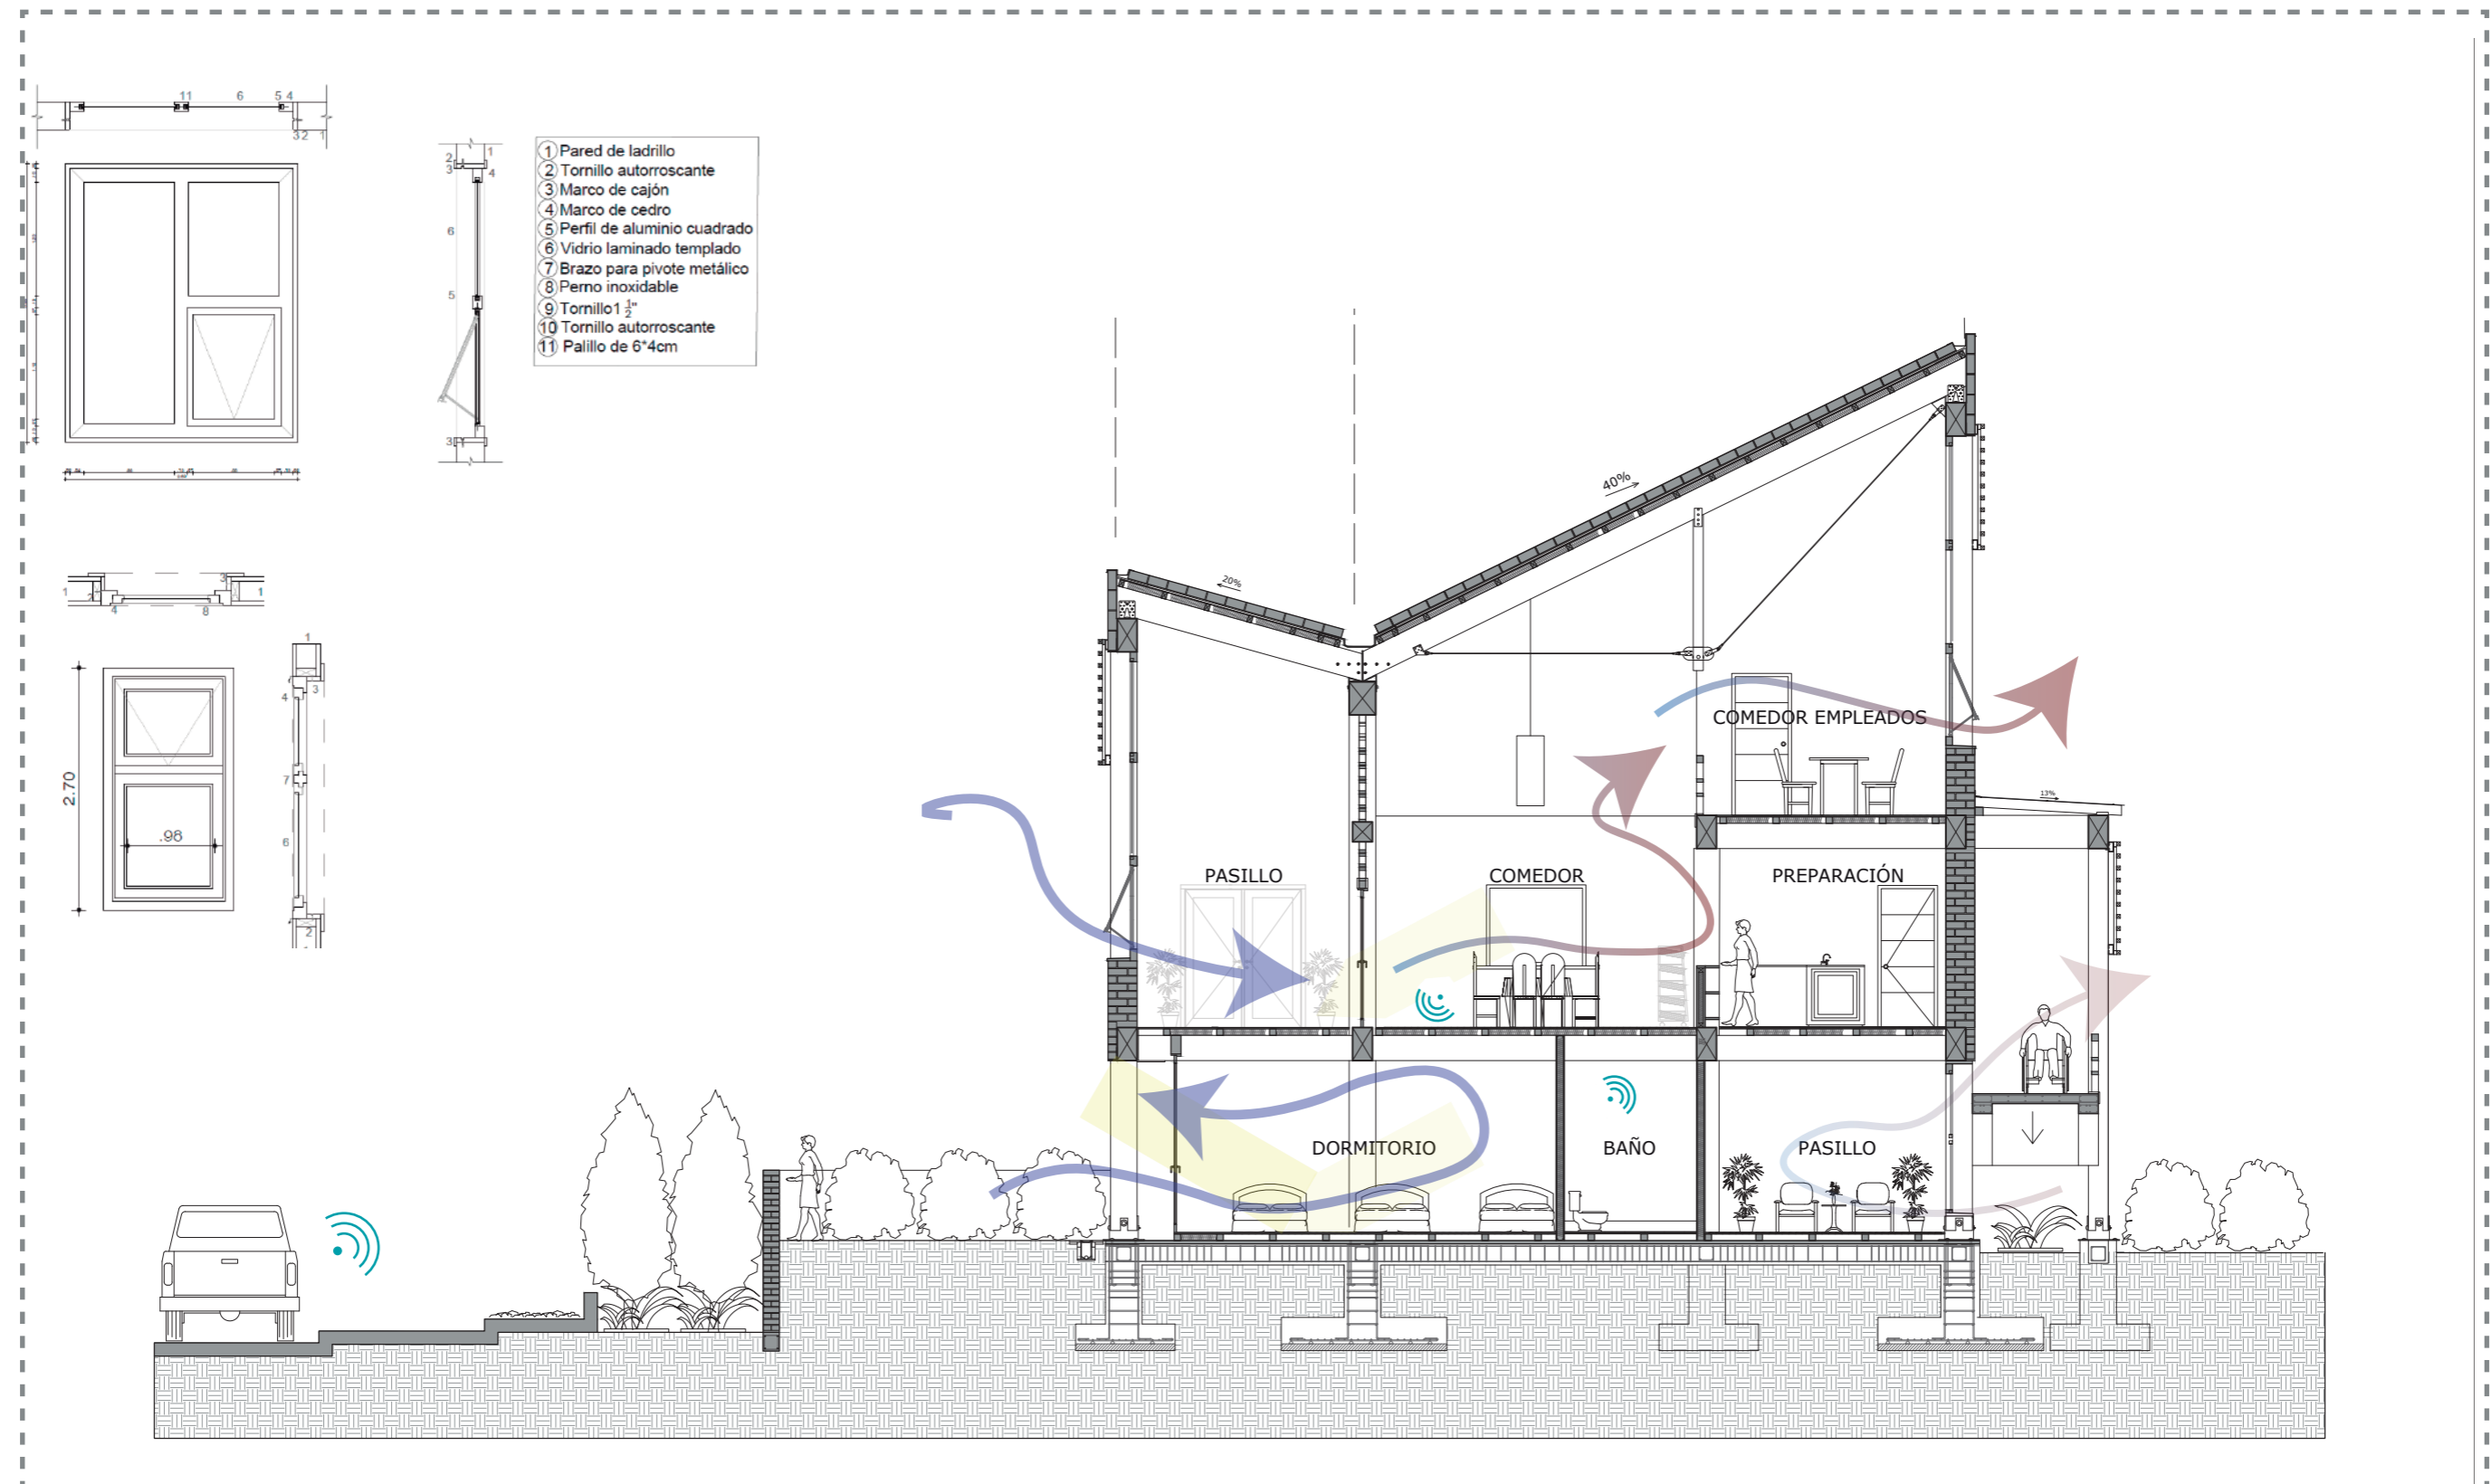 11 6 5 4
3 2 1
2 1
3 4
6
5
3
① Pared de ladrillo
② Tornillo autorroscante
③ Marco de cajón
④ Marco de cedro
⑤ Perfil de aluminio cuadrado
⑥ Vidrio laminado templado
⑦ Brazo para pivote metálico
⑧ Perno inoxidable
⑨ Tornillo1 1/2"
⑩ Tornillo autorroscante
⑪ Palillo de 6*4cm
40%
20%
3
1 2 1
4 8
1
3
4
2.70
7
.98
6
2
COMEDOR EMPLEADOS
13%
PASILLO COMEDOR PREPARACIÓN
DORMITORIO BAÑO PASILLO